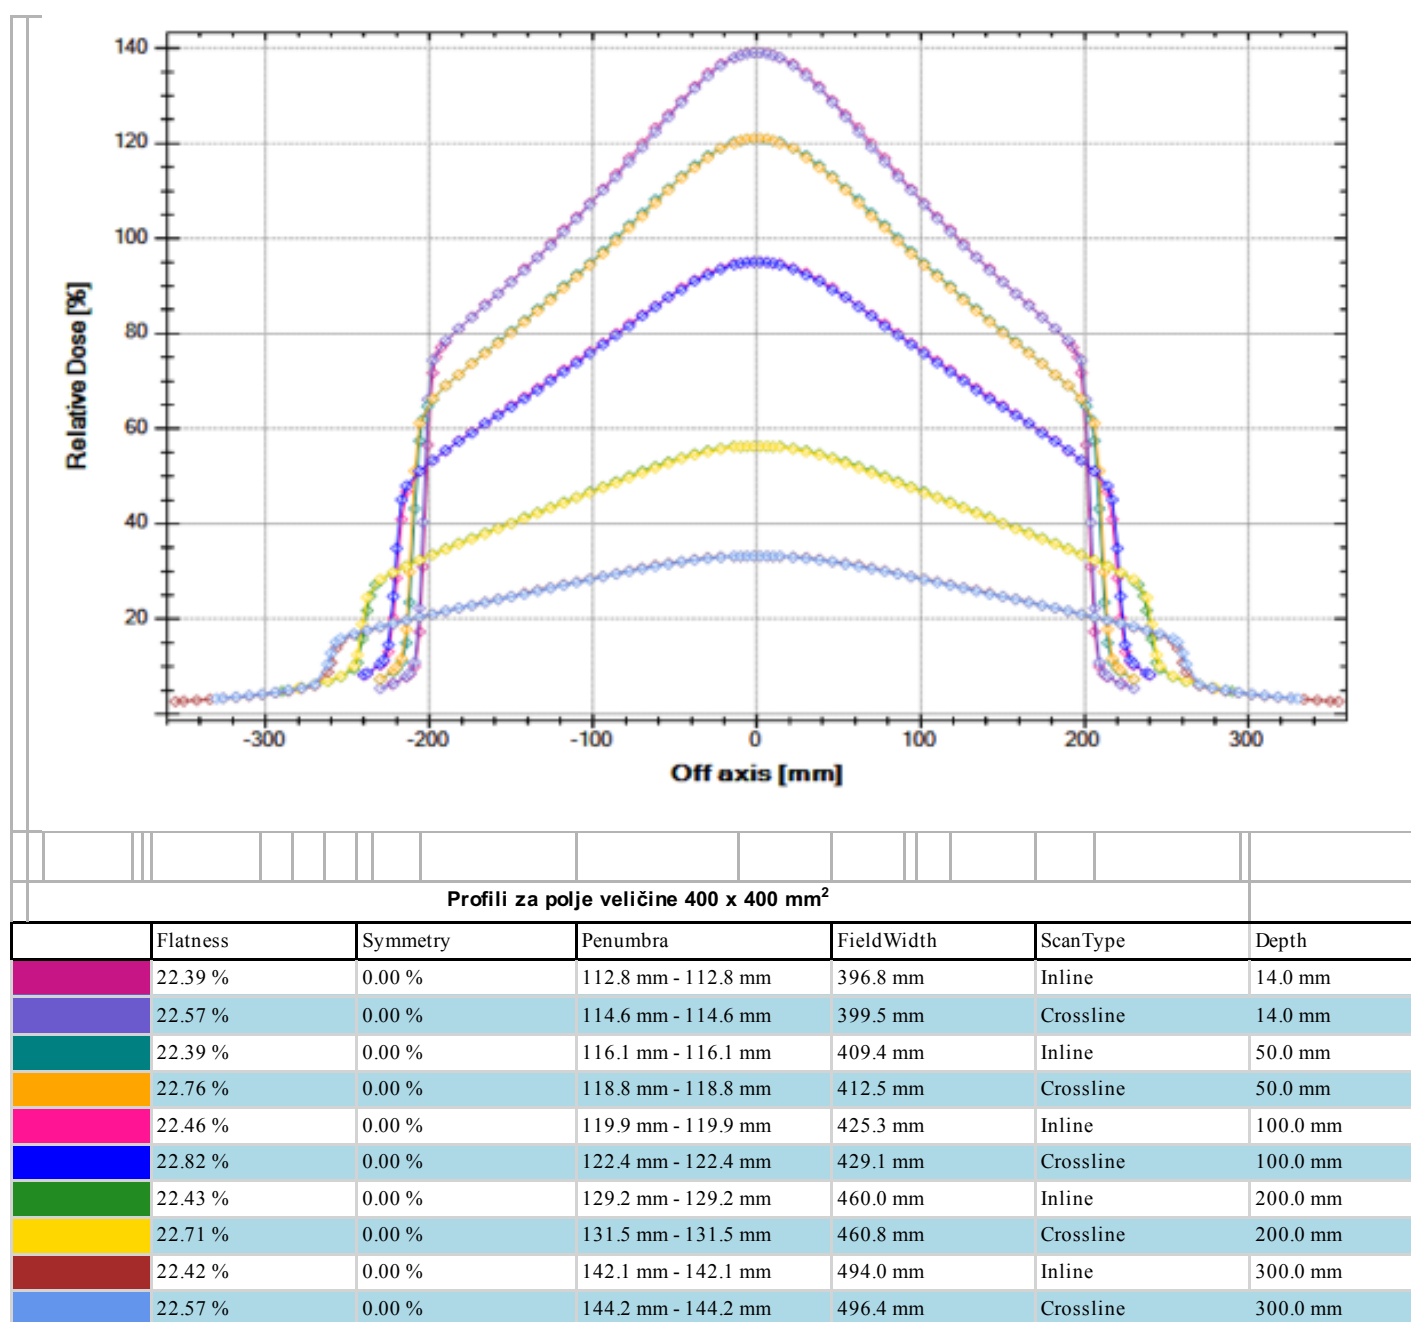 140
120
100
80
60
40
20
Relative Dose [%]
-300 -200 -100 0 100 200 300
Off axis [mm]
Profili za polje veličine 400 x 400 mm²
Flatness Symmetry Penumbra FieldWidth ScanType Depth
22.39 % 0.00 % 112.8 mm - 112.8 mm 396.8 mm Inline 14.0 mm
22.57 % 0.00 % 114.6 mm - 114.6 mm 399.5 mm Crossline 14.0 mm
22.39 % 0.00 % 116.1 mm - 116.1 mm 409.4 mm Inline 50.0 mm
22.76 % 0.00 % 118.8 mm - 118.8 mm 412.5 mm Crossline 50.0 mm
22.46 % 0.00 % 119.9 mm - 119.9 mm 425.3 mm Inline 100.0 mm
22.82 % 0.00 % 122.4 mm - 122.4 mm 429.1 mm Crossline 100.0 mm
22.43 % 0.00 % 129.2 mm - 129.2 mm 460.0 mm Inline 200.0 mm
22.71 % 0.00 % 131.5 mm - 131.5 mm 460.8 mm Crossline 200.0 mm
22.42 % 0.00 % 142.1 mm - 142.1 mm 494.0 mm Inline 300.0 mm
22.57 % 0.00 % 144.2 mm - 144.2 mm 496.4 mm Crossline 300.0 mm